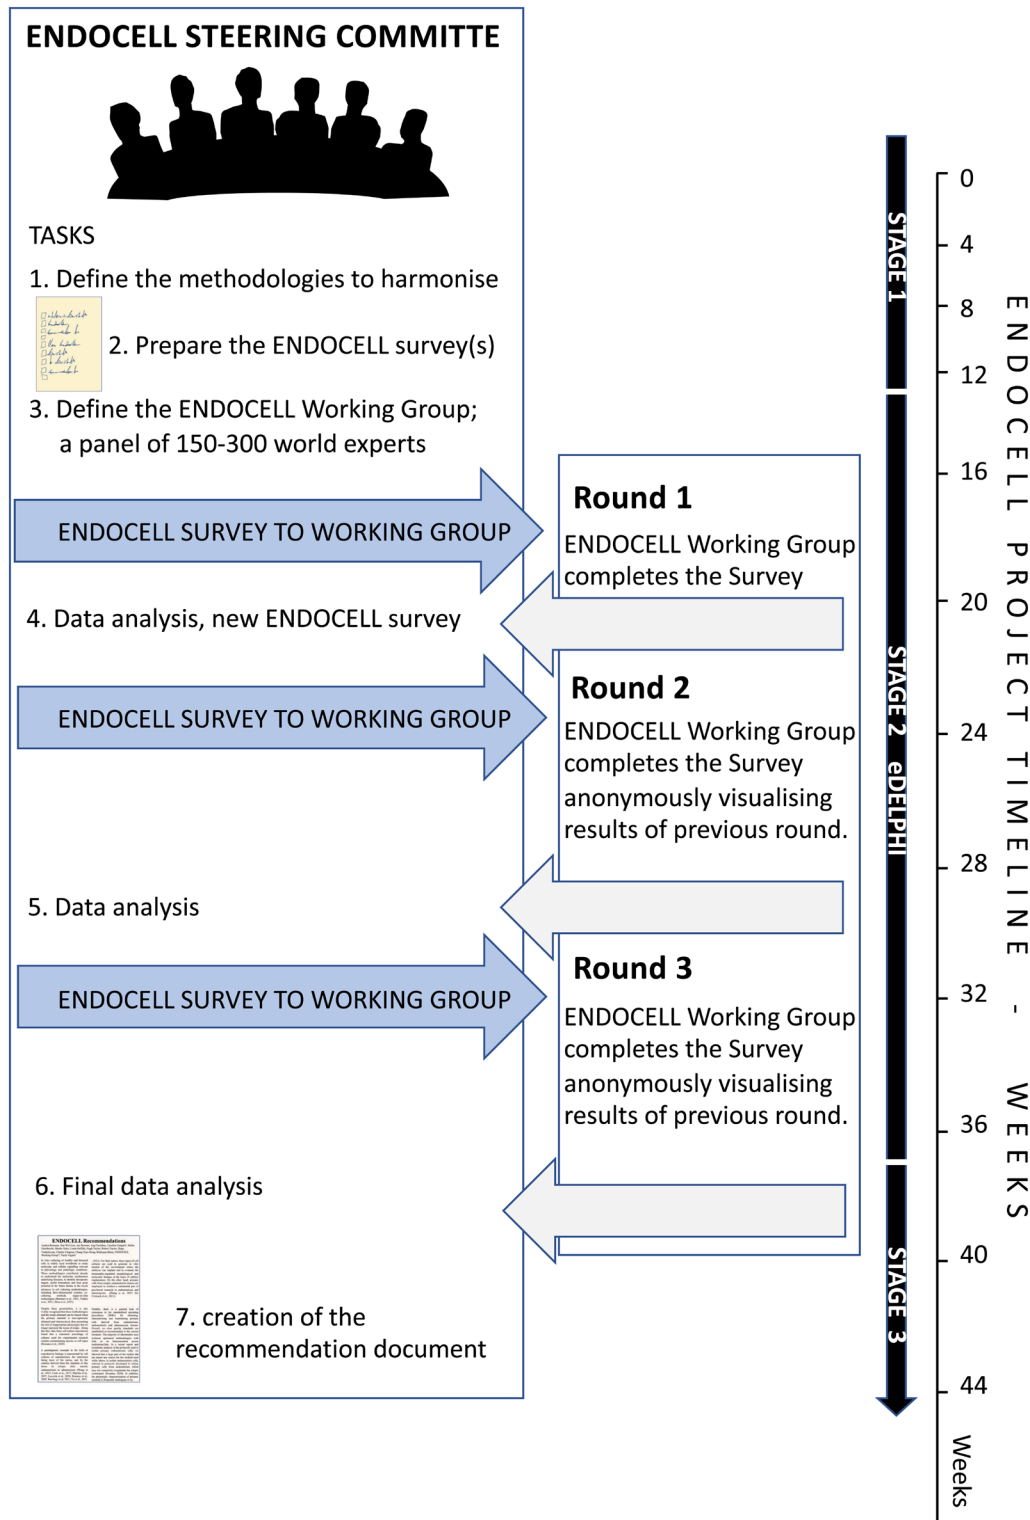 ENDOCELL STEERING COMMITTE
TASKS
1. Define the methodologies to harmonise
2. Prepare the ENDOCELL survey(s)
3. Define the ENDOCELL Working Group;
a panel of 150-300 world experts
ENDOCELL SURVEY TO WORKING GROUP
Round 1
ENDOCELL Working Group
completes the Survey
4. Data analysis, new ENDOCELL survey
ENDOCELL SURVEY TO WORKING GROUP
Round 2
ENDOCELL Working Group
completes the Survey
anonymously visualising
results of previous round.
5. Data analysis
ENDOCELL SURVEY TO WORKING GROUP
Round 3
ENDOCELL Working Group
completes the Survey
anonymously visualising
results of previous round.
6. Final data analysis
ENDOCELL Recommendations
7. creation of the
recommendation document
STAGE 1
STAGE 2 eDELPHI
STAGE 3
0
4
8
12
16
20
24
28
32
36
40
44
Weeks
ENDOCELL PROJECT TIMELINE - WEEKS